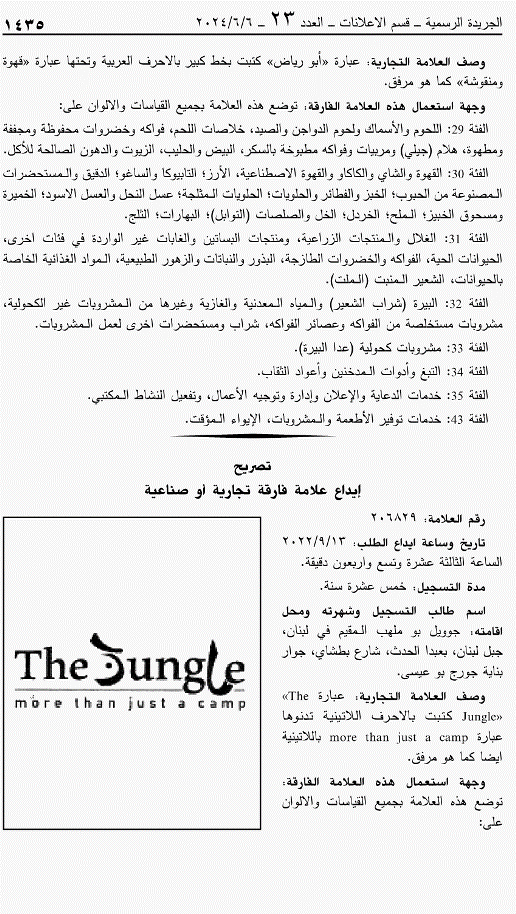 الجريدة الرسمية ــ قسم الاعلانات ــ العدد ٢٣ ــ ٢٠٢٤/٦/٦
١٤٣٥
وصف العلامة التجارية: عبارة «أبو رياض» كتبت بخط كبير بالاحرف العربية وتحتها عبارة «قهوة
ومنقوشة» كما هو مرفق.
وجهة استعمال هذه العلامة الفارقة: توضع هذه العلامة بجميع القياسات والالوان على:
الفئة 29: اللحوم والأسماك ولحوم الدواجن والصيد، خلاصات اللحم، فواكه وخضروات محفوظة ومجففة
ومطهوة، هلام (جيلي) ومربيات وفواكه مطبوخة بالسكر، البيض والحليب، الزيوت والدهون الصالحة للأكل.
الفئة 30: القهوة والشاي والكاكاو والقهوة الاصطناعية، الأرز؛ التابيوكا والساغو؛ الدقيق والمستحضرات
المصنوعة من الحبوب؛ الخبز والفطائر والحلويات؛ الحلويات المثلجة؛ عسل النحل والعسل الاسود؛ الخميرة
ومسحوق الخبيز؛ الملح؛ الخردل؛ الخل والصلصات (التوابل)؛ البهارات؛ الثلج.
الفئة 31: الغلال والمنتجات الزراعية، ومنتجات البساتين والغابات غير الواردة في فئات اخرى،
الحيوانات الحية، الفواكه والخضروات الطازجة، البذور والنباتات والزهور الطبيعية، المواد الغذائية الخاصة
بالحيوانات، الشعير المنبت (الملت).
الفئة 32: البيرة (شراب الشعير) والمياه المعدنية والغازية وغيرها من المشروبات غير الكحولية،
مشروبات مستخلصة من الفواكه وعصائر الفواكه، شراب ومستحضرات اخرى لعمل المشروبات.
الفئة 33: مشروبات كحولية (عدا البيرة).
الفئة 34: التبغ وأدوات المدخنين وأعواد الثقاب.
الفئة 35: خدمات الدعاية والإعلان وإدارة وتوجيه الأعمال، وتفعيل النشاط المكتبي.
الفئة 43: خدمات توفير الأطعمة والمشروبات، الإيواء المؤقت.
تصريح
إيداع علامة فارقة تجارية أو صناعية
رقم العلامة: ٢٠٦٨٢٩
تاريخ وساعة ايداع الطلب: ٢٠٢٢/٩/١٣
الساعة الثالثة عشرة وتسع واربعون دقيقة.
مدة التسجيل: خمس عشرة سنة.
اسم طالب التسجيل وشهرته ومحل
اقامته: جوويل بو ملهب المقيم في لبنان،
جبل لبنان، بعبدا الحدث، شارع بطشاي، جوار
بناية جورج بو عيسى.
وصف العلامة التجارية: عبارة The»
«Jungle كتبت بالاحرف اللاتينية تدنوها
عبارة more than just a camp باللاتينية
ايضا كما هو مرفق.
وجهة استعمال هذه العلامة الفارقة:
توضع هذه العلامة بجميع القياسات والالوان
على:
The Jungle
more than just a camp